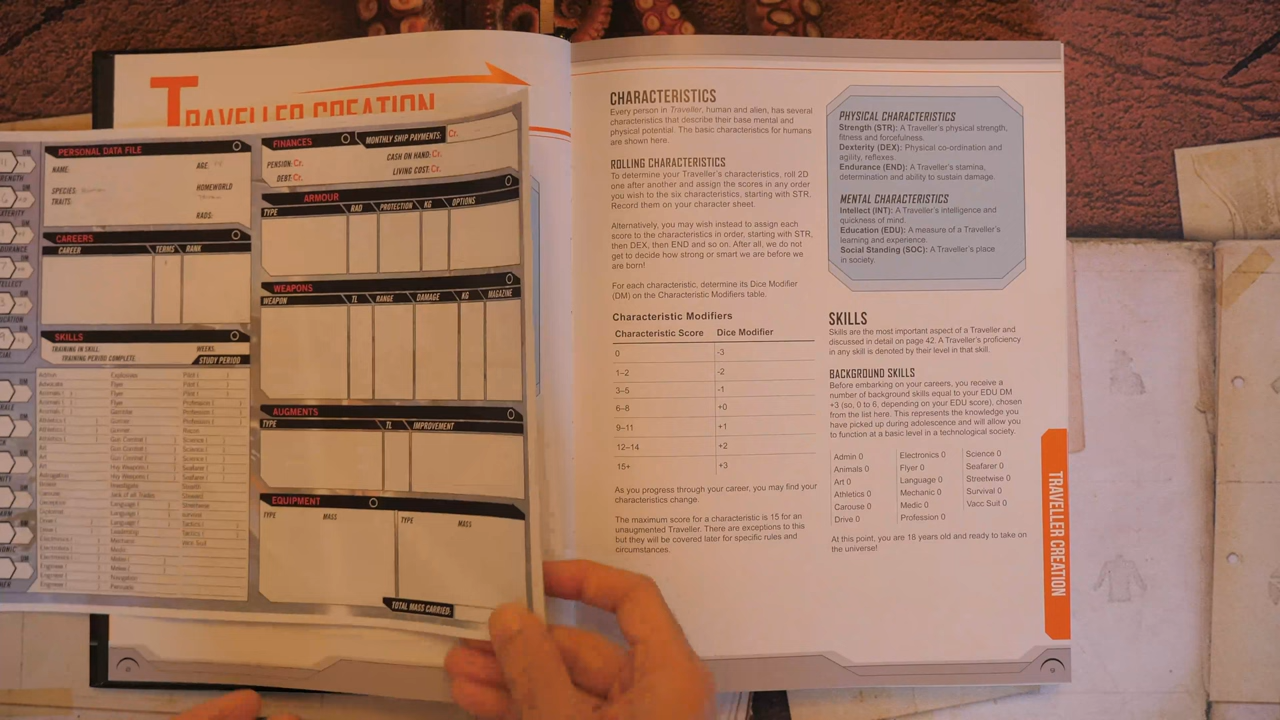 TRAVELLER CREATION
PERSONAL DATA FILE
NAME:
AGE:
SPECIES:
TRAITS:
HOMEWORLD
RADS:
CAREERS
CAREER
TERMS
RANK
SKILLS
TRAINING IN SKILL:
WEEKS:
TRAINING PERIOD COMPLETE:
STUDY PERIOD
FINANCES
MONTHLY SHIP PAYMENTS: Cr.
PENSION: Cr.
CASH ON HAND: Cr.
DEBT: Cr.
LIVING COST: Cr.
ARMOUR
TYPE
RAD
PROTECTION
KG
OPTIONS
WEAPONS
WEAPON
TL
RANGE
DAMAGE
KG
MAGAZINE
AUGMENTS
TYPE
TL
IMPROVEMENT
EQUIPMENT
TYPE
MASS
TYPE
MASS
TOTAL MASS CARRIED:
CHARACTERISTICS
Every person in Traveller, human and alien, has several
characteristics that describe their base mental and
physical potential. The basic characteristics for humans
are shown here.
ROLLING CHARACTERISTICS
To determine your Traveller's characteristics, roll 2D
one after another and assign the scores in any order
you wish to the six characteristics, starting with STR.
Record them on your character sheet.
Alternatively, you may wish instead to assign each
score to the characteristics in order, starting with STR,
then DEX, then END and so on. After all, we do not
get to decide how strong or smart we are before we
are born!
For each characteristic, determine its Dice Modifier
(DM) on the Characteristic Modifiers table.
Characteristic Modifiers
Characteristic Score Dice Modifier
0 -3
1–2 -2
3–5 -1
6–8 +0
9–11 +1
12–14 +2
15+ +3
As you progress through your career, you may find your
characteristics change.
The maximum score for a characteristic is 15 for an
unaugmented Traveller. There are exceptions to this
but they will be covered later for specific rules and
circumstances.
PHYSICAL CHARACTERISTICS
Strength (STR): A Traveller's physical strength,
fitness and forcefulness.
Dexterity (DEX): Physical co-ordination and
agility, reflexes.
Endurance (END): A Traveller's stamina,
determination and ability to sustain damage.
MENTAL CHARACTERISTICS
Intellect (INT): A Traveller's intelligence and
quickness of mind.
Education (EDU): A measure of a Traveller's
learning and experience.
Social Standing (SOC): A Traveller's place
in society.
SKILLS
Skills are the most important aspect of a Traveller and
discussed in detail on page 42. A Traveller's proficiency
in any skill is denoted by their level in that skill.
BACKGROUND SKILLS
Before embarking on your careers, you receive a
number of background skills equal to your EDU DM
+3 (so, 0 to 6, depending on your EDU score), chosen
from the list here. This represents the knowledge you
have picked up during adolescence and will allow you
to function at a basic level in a technological society.
Admin 0 Electronics 0 Science 0
Animals 0 Flyer 0 Seafarer 0
Art 0 Language 0 Streetwise 0
Athletics 0 Mechanic 0 Survival 0
Carouse 0 Medic 0 Vacc Suit 0
Drive 0 Profession 0
At this point, you are 18 years old and ready to take on
the universe!
TRAVELLER CREATION
9